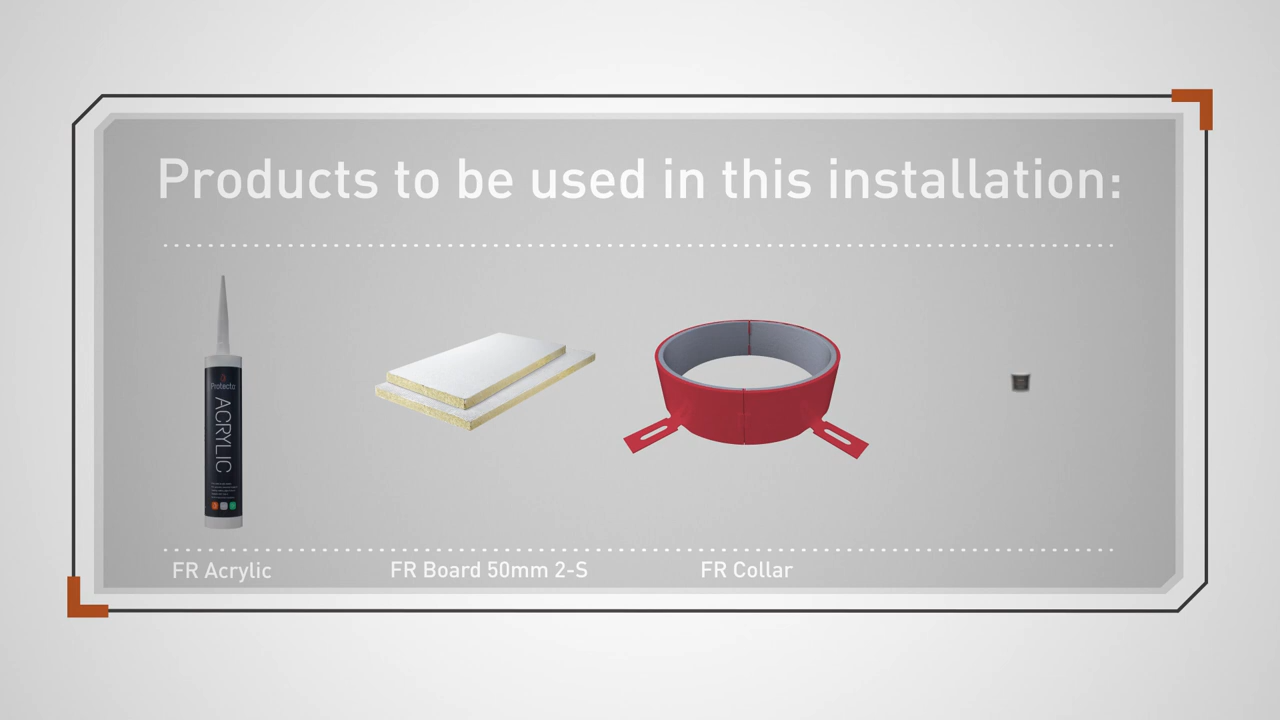 Products to be used in this installation:
Protecta
ACRYLIC
FR Acrylic
FR Board 50mm 2-S
FR Collar